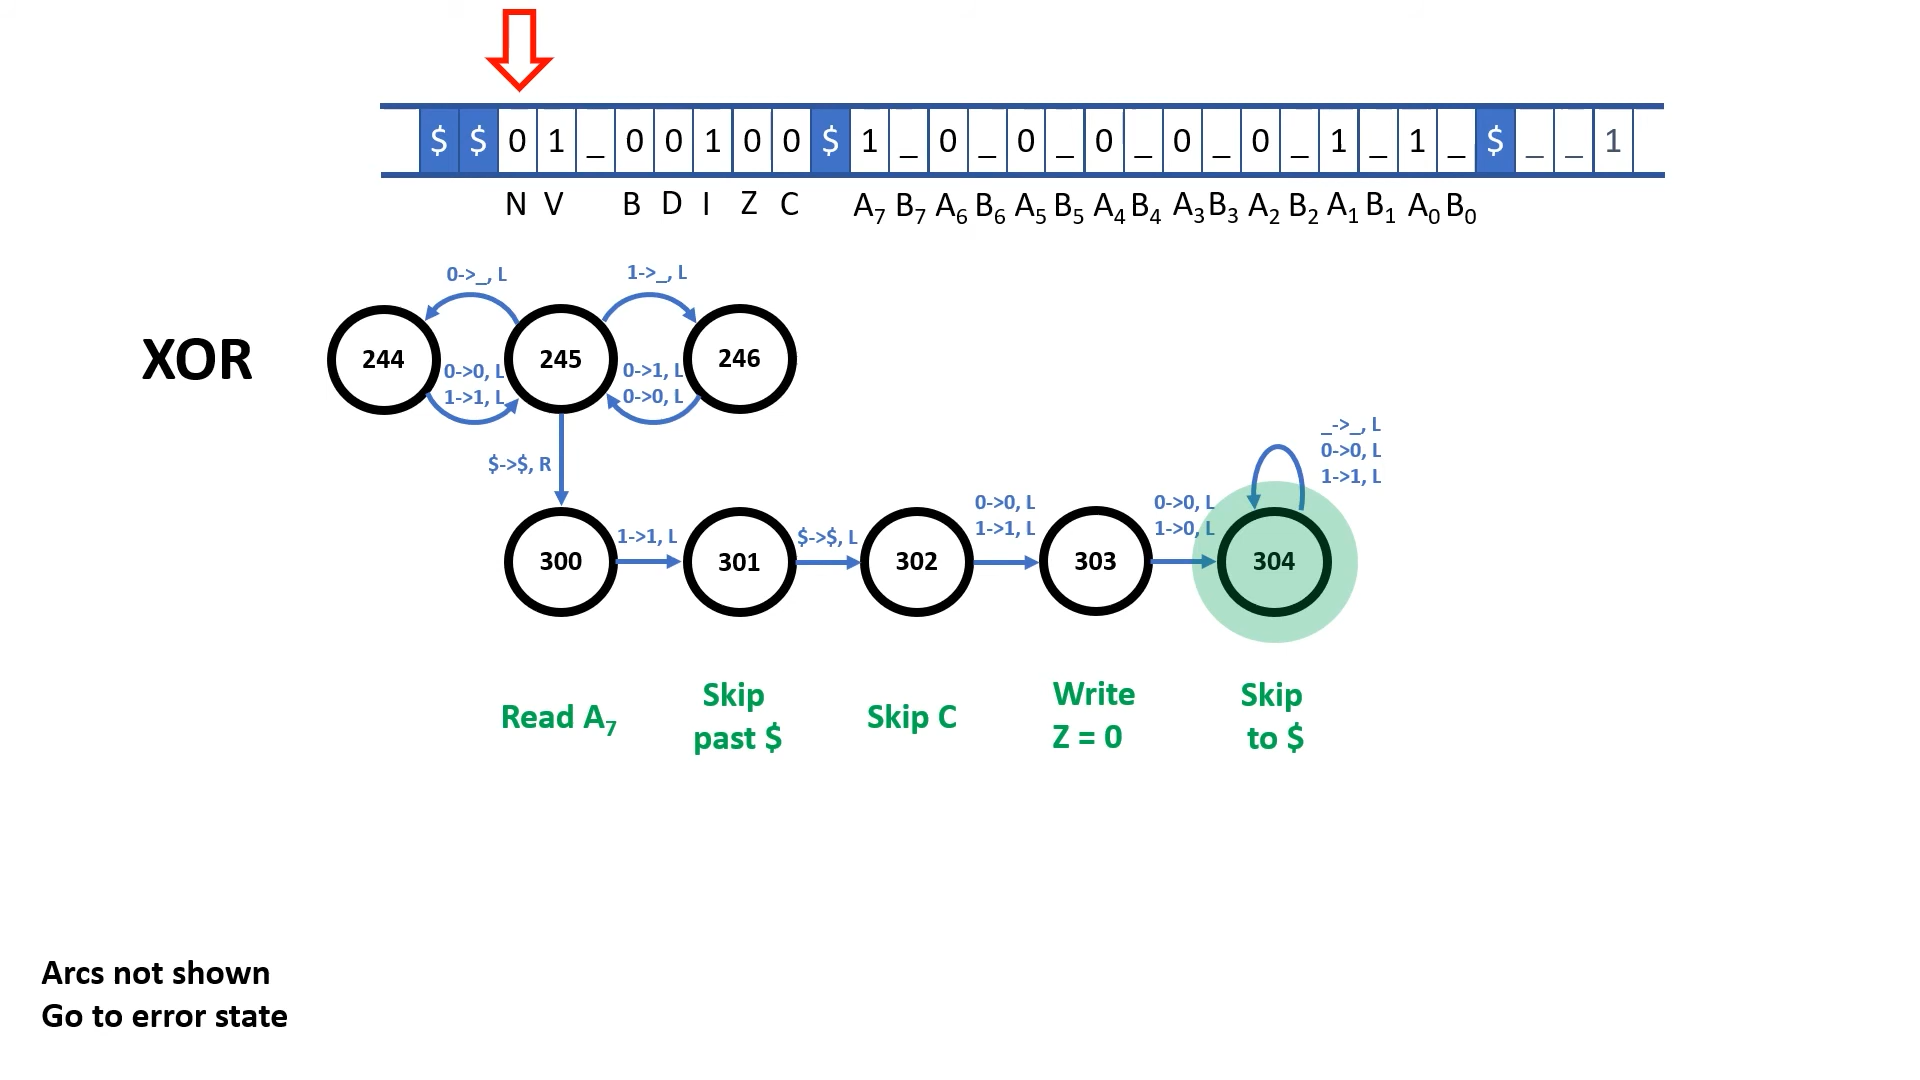 $ $ 0 1 _ 0 0 1 0 0 $ 1 _ 0 _ 0 _ 0 _ 0 _ 0 _ 1 _ 1 _ $ _ _ 1
N V B D I Z C A7 B7 A6 B6 A5 B5 A4 B4 A3 B3 A2 B2 A1 B1 A0 B0
0->_, L
1->_, L
XOR
244
245
246
0->0, L
1->1, L
0->1, L
0->0, L
$->$, R
_->_, L
0->0, L
1->1, L
300
1->1, L
301
$->$, L
302
0->0, L
1->1, L
303
0->0, L
1->0, L
304
Read A7
Skip
past $
Skip C
Write
Z = 0
Skip
to $
Arcs not shown
Go to error state